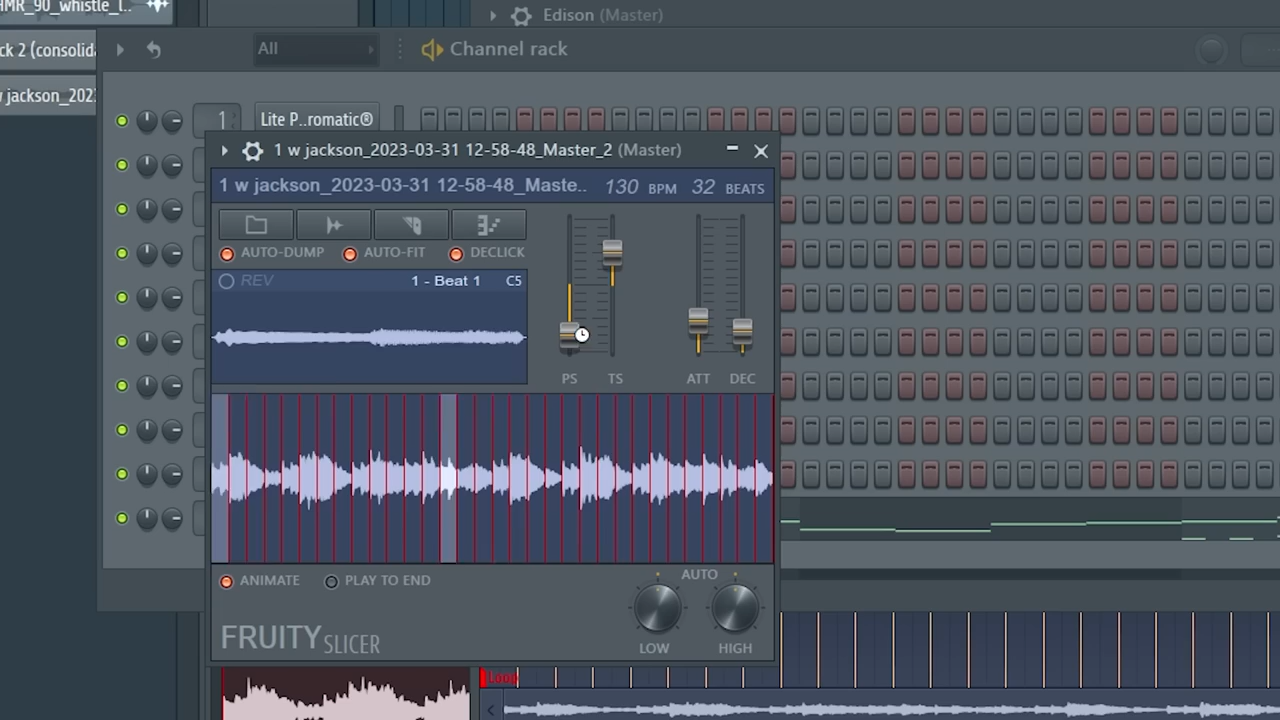 HMR_90_whistle_l..
Edison (Master)
ck 2 (consolida
All
Channel rack
w jackson_202
1
Lite P..romatic®
1 w jackson_2023-03-31 12-58-48_Master_2 (Master)
1 w jackson_2023-03-31 12-58-48_Maste..
130 BPM 32 BEATS
AUTO-DUMP AUTO-FIT DECLICK
REV 1 - Beat 1 C5
PS TS ATT DEC
ANIMATE PLAY TO END
AUTO
FRUITY SLICER
LOW HIGH
Loop